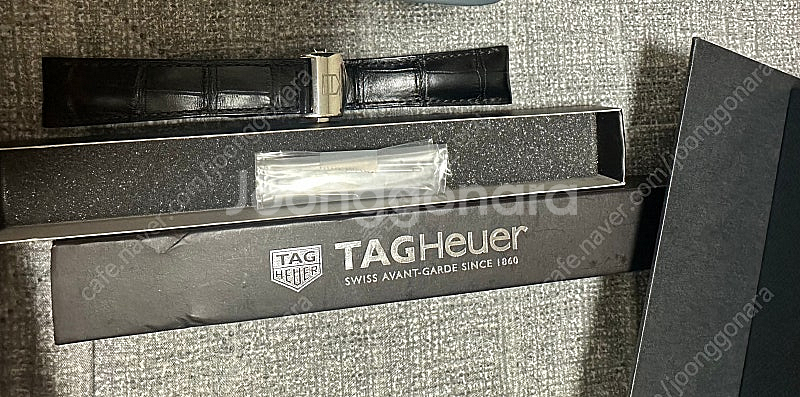 TAG
HEUER
TAGHeuer
SWISS AVANT-GARDE SINCE 1860
Joonggonara
cafe.naver.com/joonggonara
cafe.naver.com/joonggonara
cafe.naver.com/joonggonara